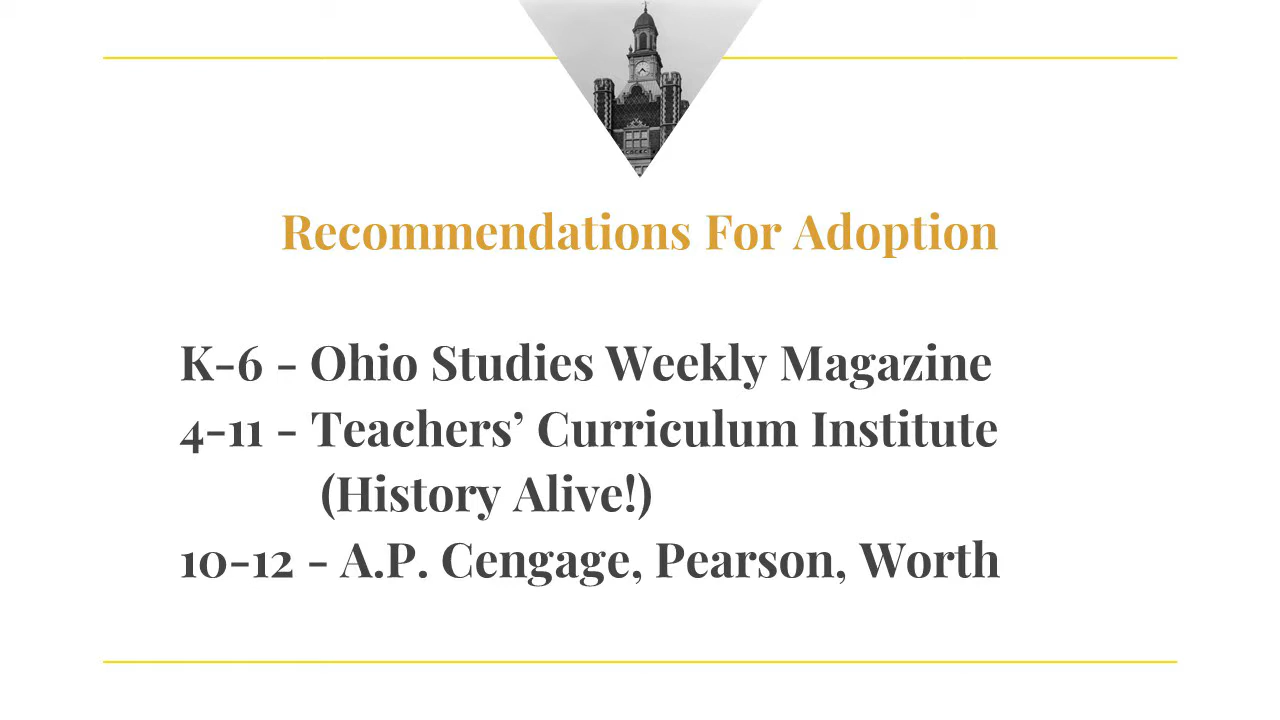 Recommendations For Adoption
K-6 - Ohio Studies Weekly Magazine
4-11 - Teachers’ Curriculum Institute
(History Alive!)
10-12 - A.P. Cengage, Pearson, Worth